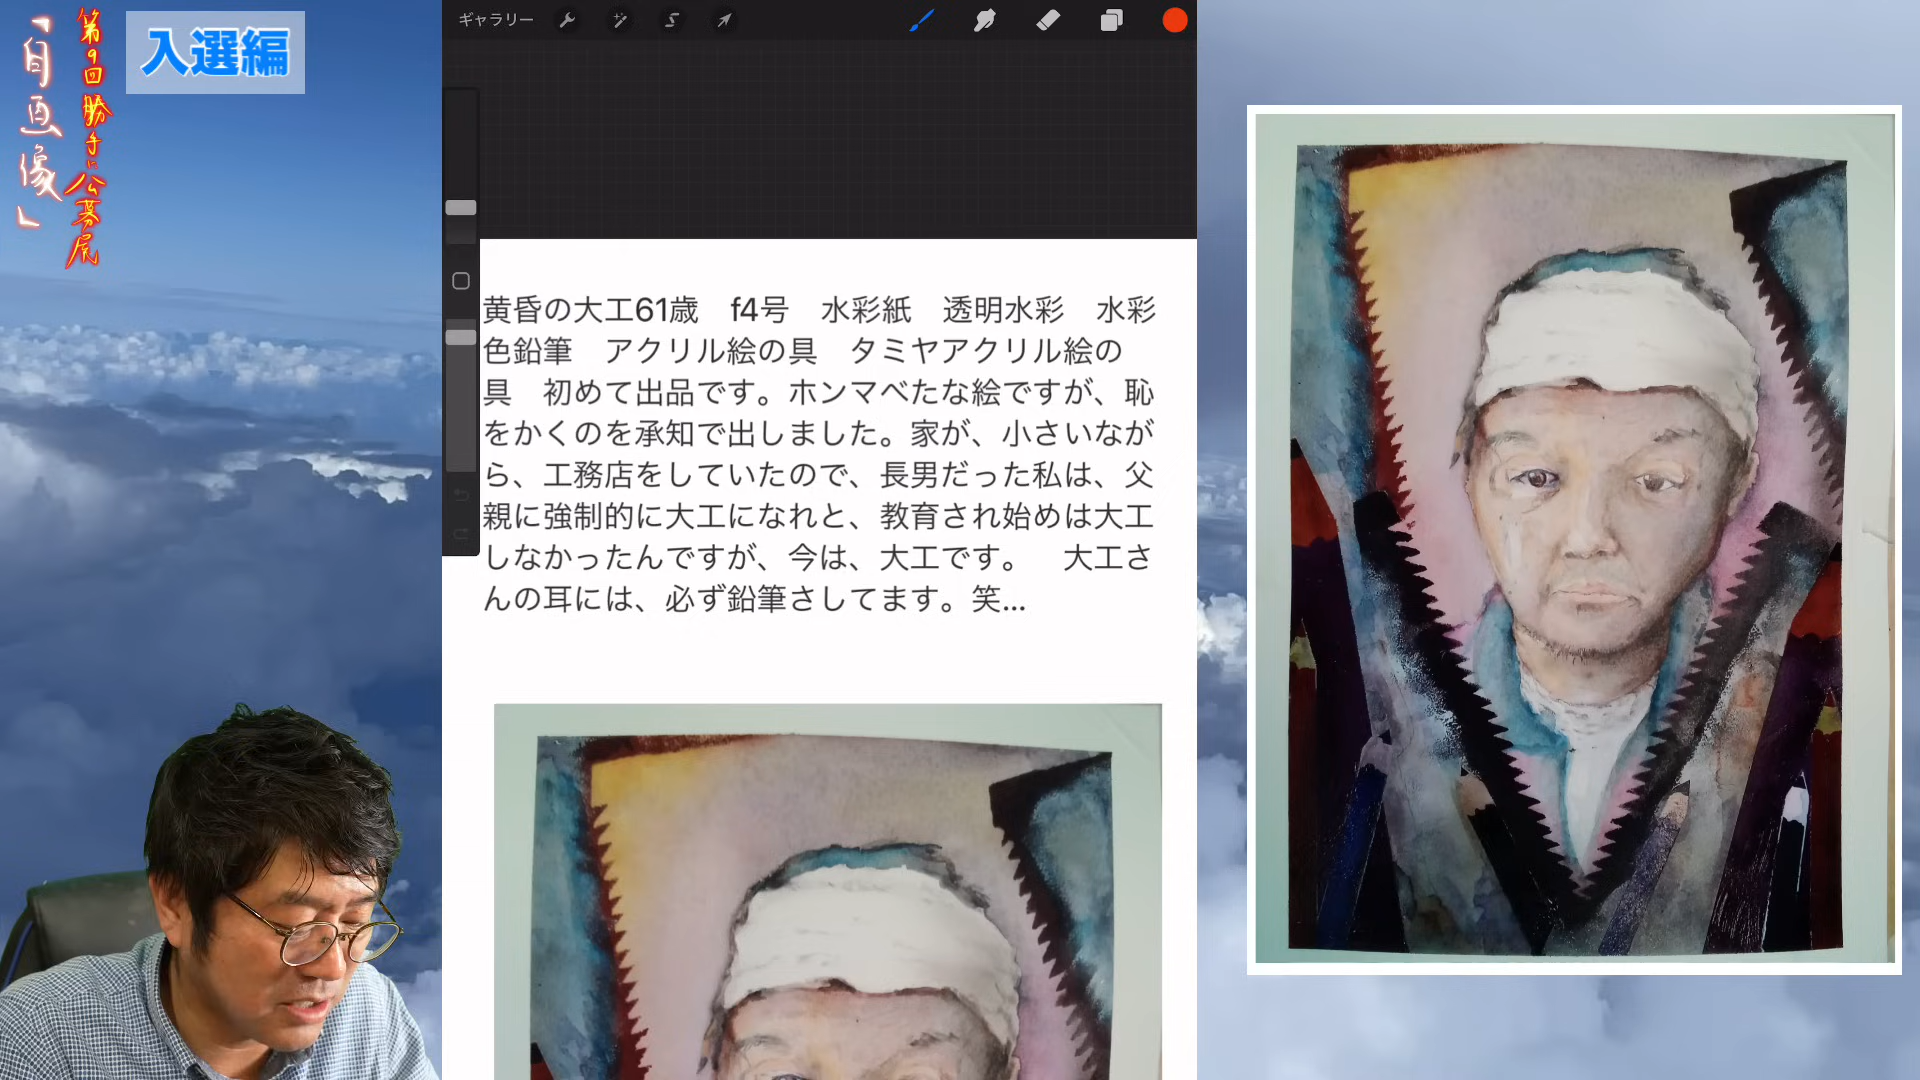 第9回 勝手に公募展
「自画像」
入選編
ギャラリー
黄昏の大工61歳　f4号　水彩紙　透明水彩　水彩
色鉛筆　アクリル絵の具　タミヤアクリル絵の
具　初めて出品です。ホンマべたな絵ですが、恥
をかくのを承知で出しました。家が、小さいなが
ら、工務店をしていたので、長男だった私は、父
親に強制的に大工になれと、教育され始めは大工
しなかったんですが、今は、大工です。　大工さ
んの耳には、必ず鉛筆さしてます。笑...